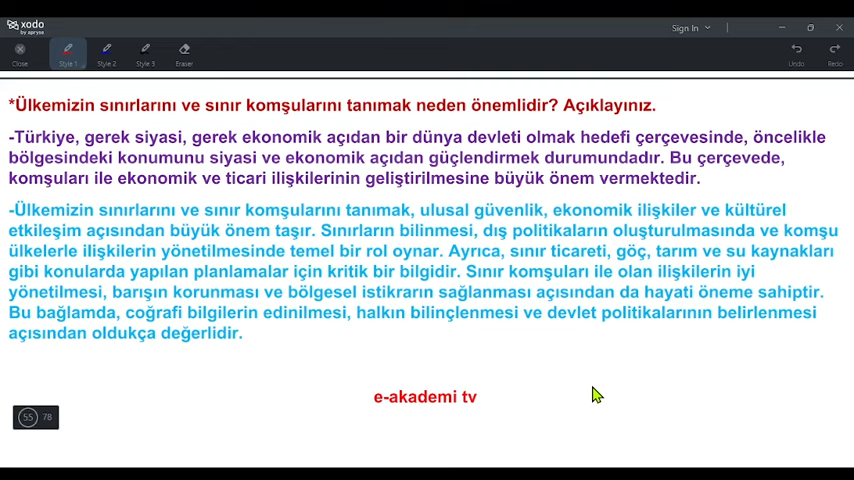 xodo
by apryse
Sign In
Close
Style 1
Style 2
Style 3
Eraser
Undo
Redo
*Ülkemizin sınırlarını ve sınır komşularını tanımak neden önemlidir? Açıklayınız.
-Türkiye, gerek siyasi, gerek ekonomik açıdan bir dünya devleti olmak hedefi çerçevesinde, öncelikle
bölgesindeki konumunu siyasi ve ekonomik açıdan güçlendirmek durumundadır. Bu çerçevede,
komşuları ile ekonomik ve ticari ilişkilerinin geliştirilmesine büyük önem vermektedir.
-Ülkemizin sınırlarını ve sınır komşularını tanımak, ulusal güvenlik, ekonomik ilişkiler ve kültürel
etkileşim açısından büyük önem taşır. Sınırların bilinmesi, dış politikaların oluşturulmasında ve komşu
ülkelerle ilişkilerin yönetilmesinde temel bir rol oynar. Ayrıca, sınır ticareti, göç, tarım ve su kaynakları
gibi konularda yapılan planlamalar için kritik bir bilgidir. Sınır komşuları ile olan ilişkilerin iyi
yönetilmesi, barışın korunması ve bölgesel istikrarın sağlanması açısından da hayati öneme sahiptir.
Bu bağlamda, coğrafi bilgilerin edinilmesi, halkın bilinçlenmesi ve devlet politikalarının belirlenmesi
açısından oldukça değerlidir.
e-akademi tv
55 78